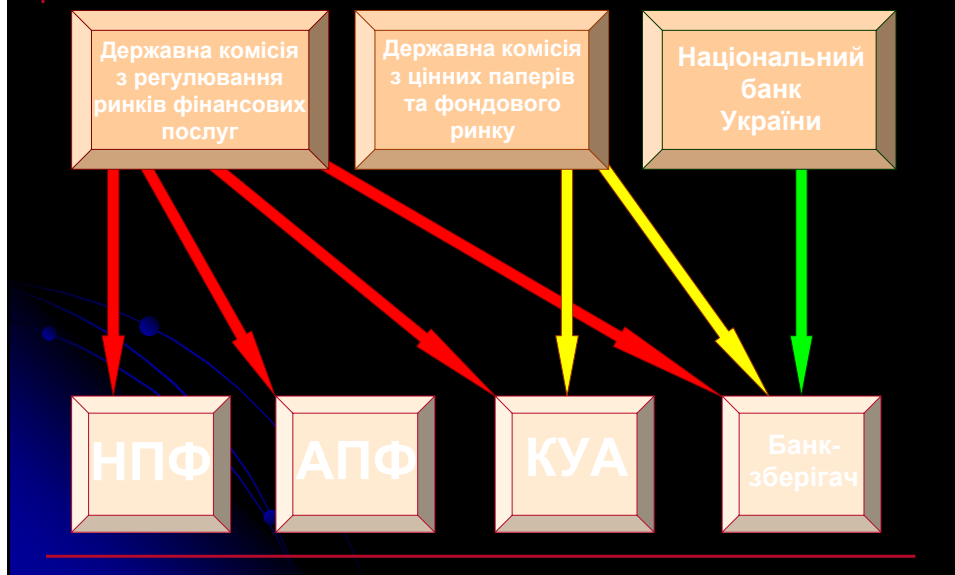 Державна комісія
з регулювання
ринків фінансових
послуг
Державна комісія
з цінних паперів
та фондового
ринку
Національний
банк
України
НПФ
АПФ
КУА
Банк-
зберігач